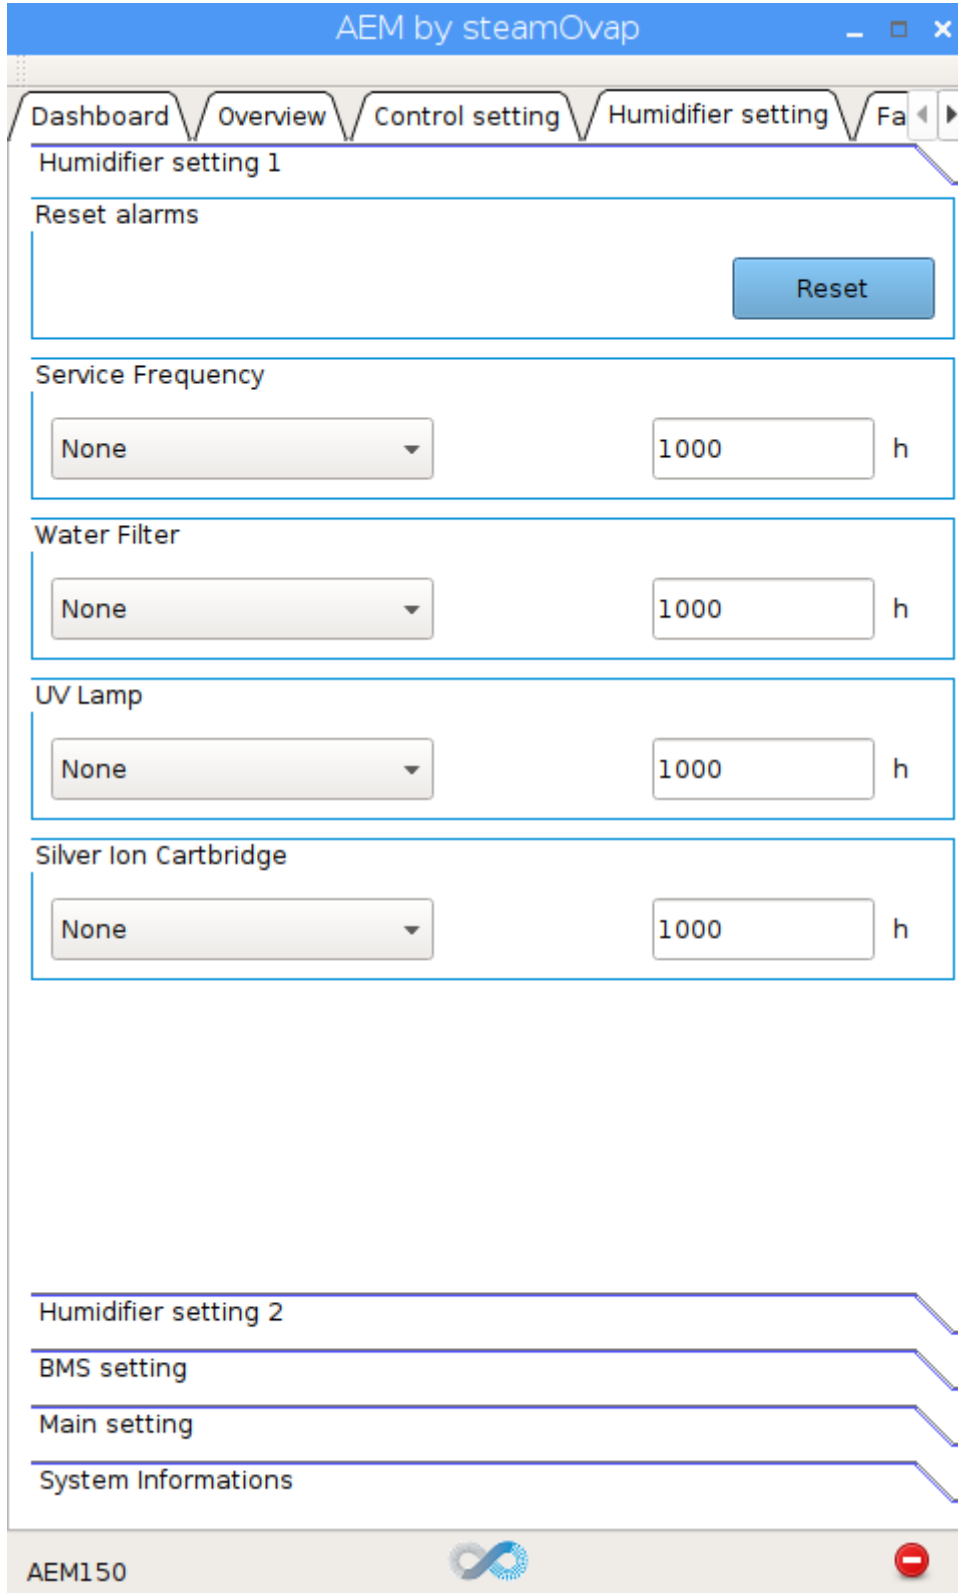 AEM by steamOvap
Dashboard Overview Control setting Humidifier setting Fa
Humidifier setting 1
Reset alarms
Reset
Service Frequency
None 1000 h
Water Filter
None 1000 h
UV Lamp
None 1000 h
Silver Ion Cartbridge
None 1000 h
Humidifier setting 2
BMS setting
Main setting
System Informations
AEM150